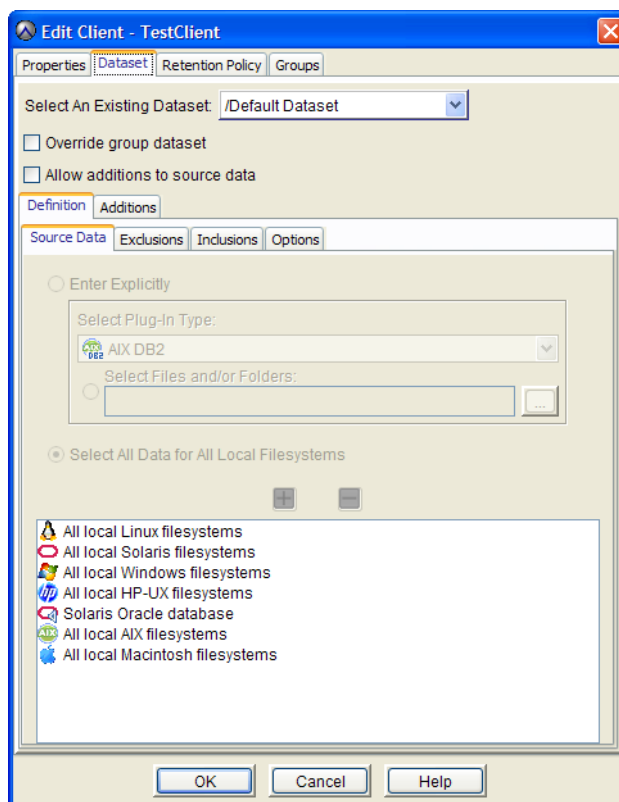 Edit Client - TestClient
Properties Dataset Retention Policy Groups
Select An Existing Dataset: /Default Dataset
Override group dataset
Allow additions to source data
Definition Additions
Source Data Exclusions Inclusions Options
Enter Explicitly
Select Plug-In Type:
AIX DB2
Select Files and/or Folders:
...
Select All Data for All Local Filesystems
All local Linux filesystems
All local Solaris filesystems
All local Windows filesystems
All local HP-UX filesystems
Solaris Oracle database
All local AIX filesystems
All local Macintosh filesystems
OK Cancel Help